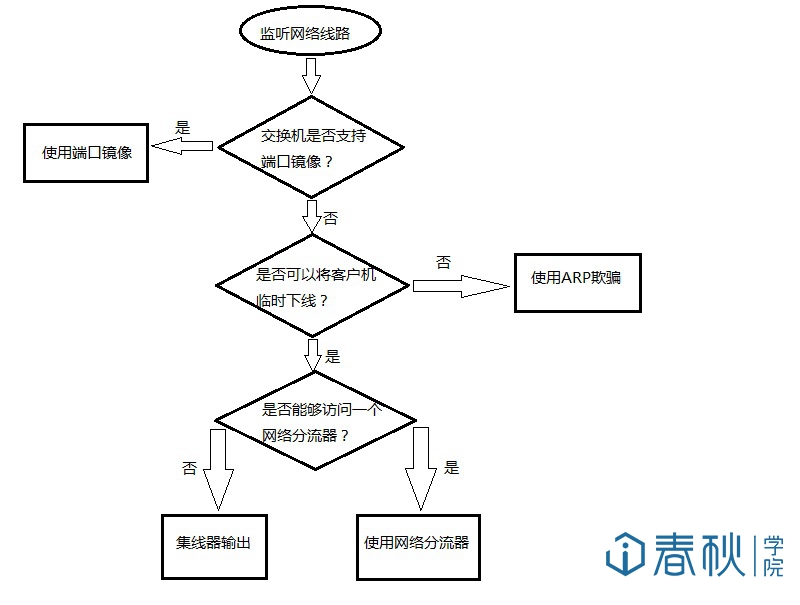 监听网络线路
交换机是否支持
端口镜像？
是
使用端口镜像
否
是否可以将客户机
临时下线？
否
使用ARP欺骗
是
是否能够访问一个
网络分流器？
否
是
集线器输出
使用网络分流器
春秋
学院